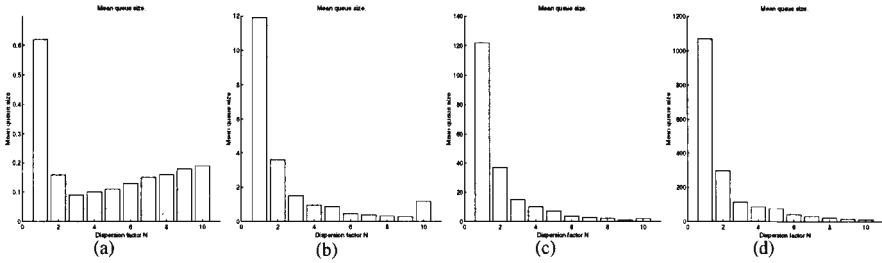 Mean queue size.
Mean queue size
0.6
0.5
0.4
0.3
0.2
0.1
0
0 2 4 6 8 10
Dispersion factor N
(a)
Mean queue size.
Mean queue size
12
10
8
6
4
2
0
0 2 4 6 8 10
Dispersion factor N
(b)
Mean queue size.
Mean queue size
140
120
100
80
60
40
20
0
0 2 4 6 8 10
Dispersion factor N
(c)
Mean queue size.
Mean queue size
1200
1000
800
600
400
200
0
0 2 4 6 8 10
Dispersion factor N
(d)